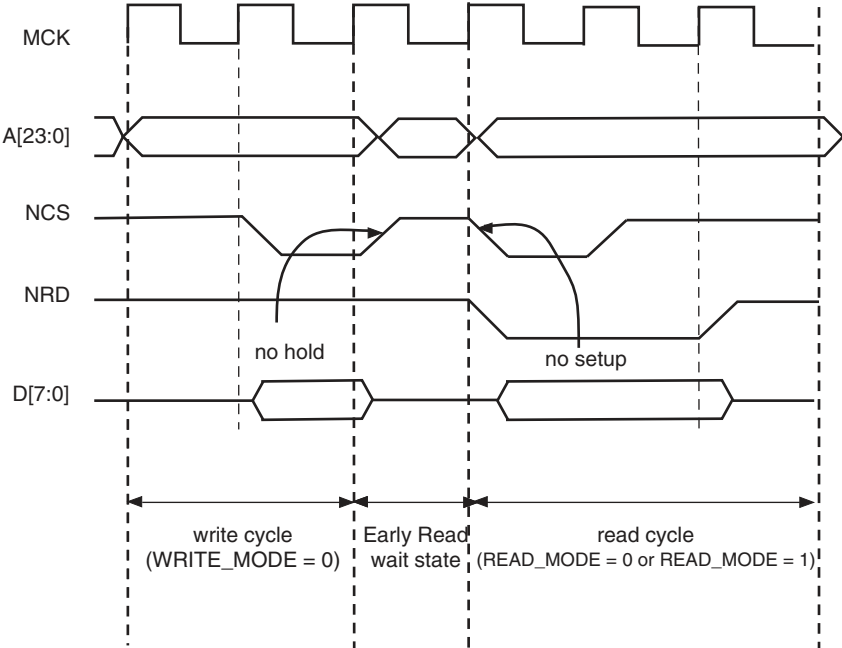 MCK
A[23:0]
NCS
NRD
no hold
no setup
D[7:0]
write cycle
(WRITE_MODE = 0)
Early Read
wait state
read cycle
(READ_MODE = 0 or READ_MODE = 1)